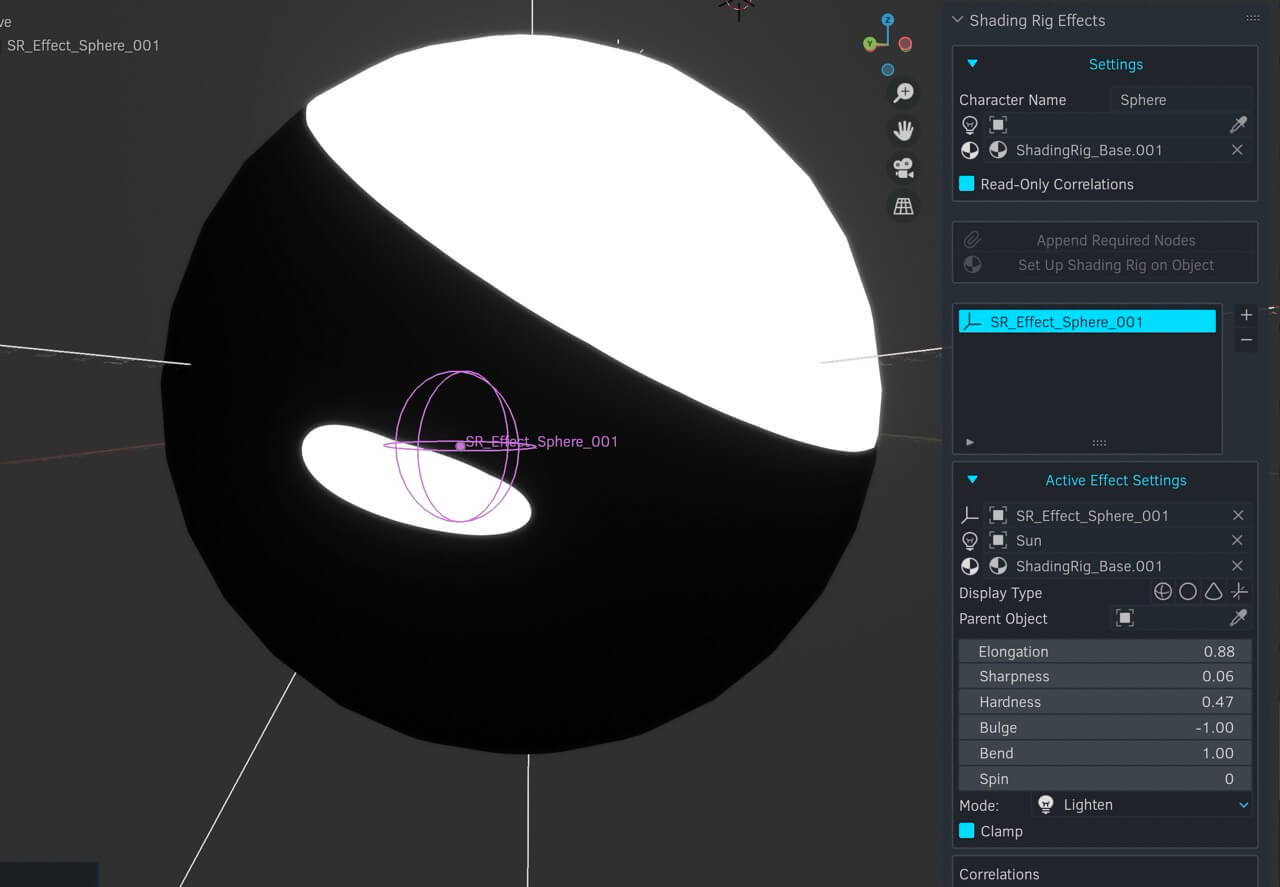 ve
SR_Effect_Sphere_001
Z
Y
SR_Effect_Sphere_001
Shading Rig Effects
Settings
Character Name Sphere
ShadingRig_Base.001
Read-Only Correlations
Append Required Nodes
Set Up Shading Rig on Object
SR_Effect_Sphere_001
Active Effect Settings
SR_Effect_Sphere_001
Sun
ShadingRig_Base.001
Display Type
Parent Object
Elongation 0.88
Sharpness 0.06
Hardness 0.47
Bulge -1.00
Bend 1.00
Spin 0
Mode: Lighten
Clamp
Correlations